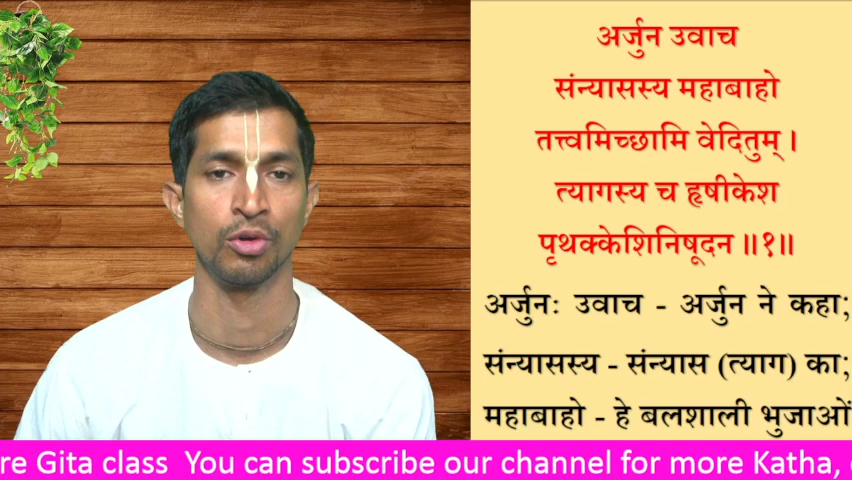 अर्जुन उवाच
संन्यासस्य महाबाहो
तत्त्वमिच्छामि वेदितुम् ।
त्यागस्य च हृषीकेश
पृथक्केशिनिषूदन ॥१॥
अर्जुनः उवाच - अर्जुन ने कहा;
संन्यासस्य - संन्यास (त्याग) का;
महाबाहो - हे बलशाली भुजाओं
re Gita class You can subscribe our channel for more Katha,